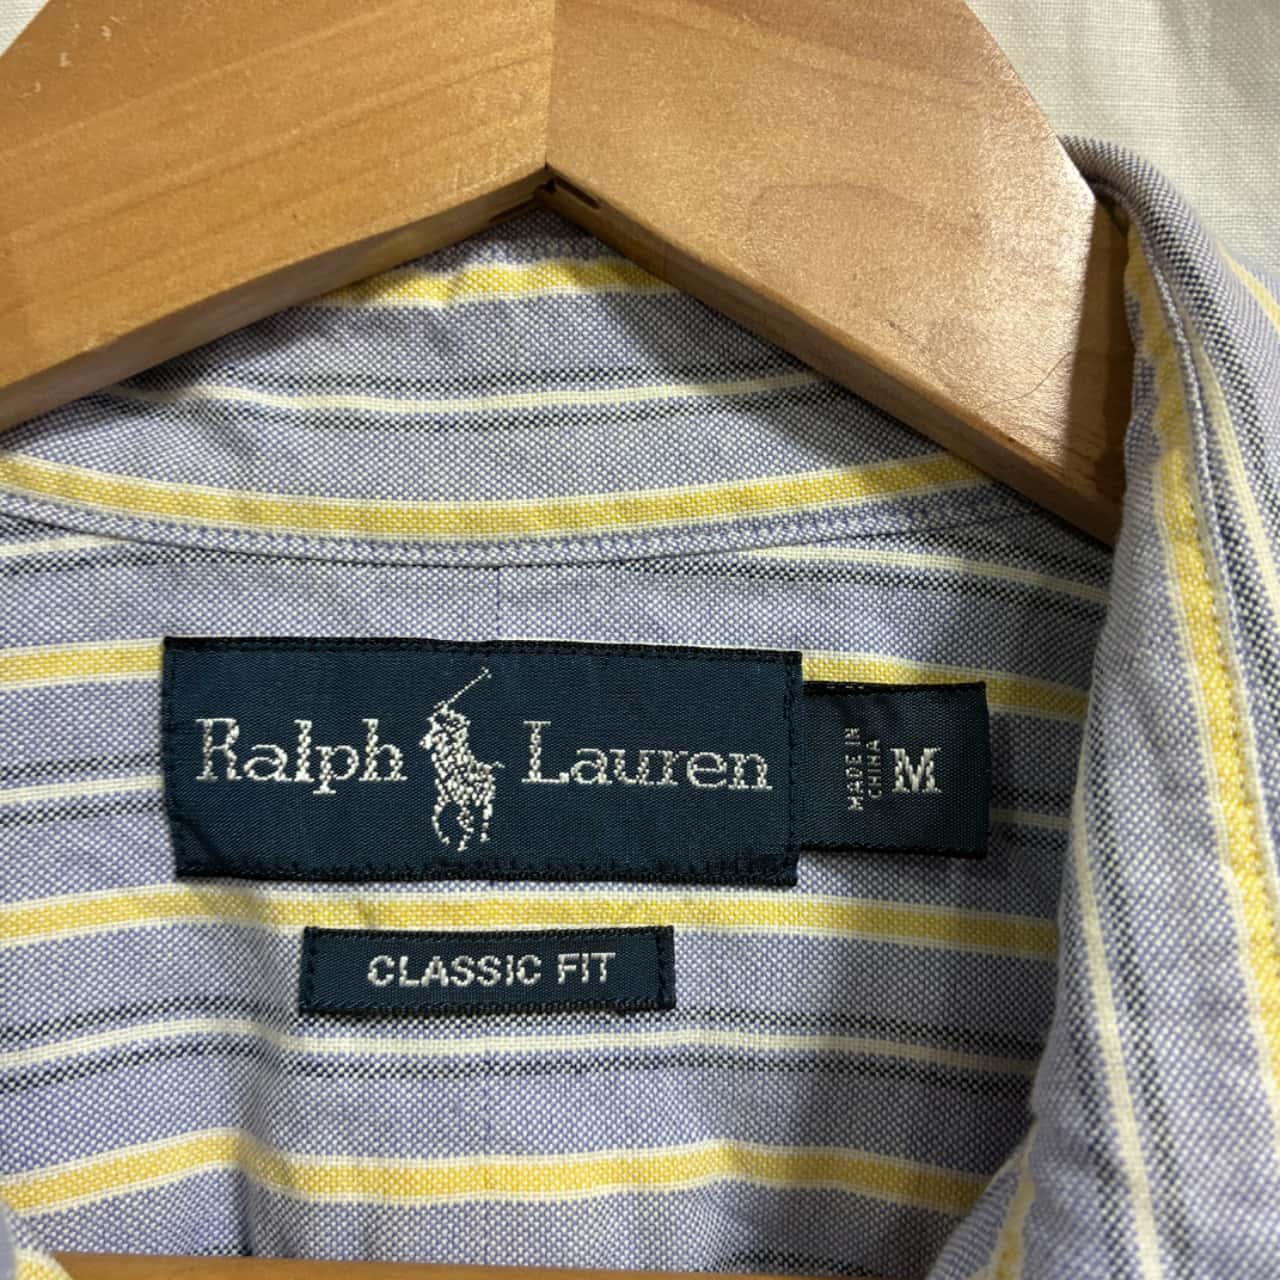 Ralph Lauren
MADE IN
CHINA
M
CLASSIC FIT